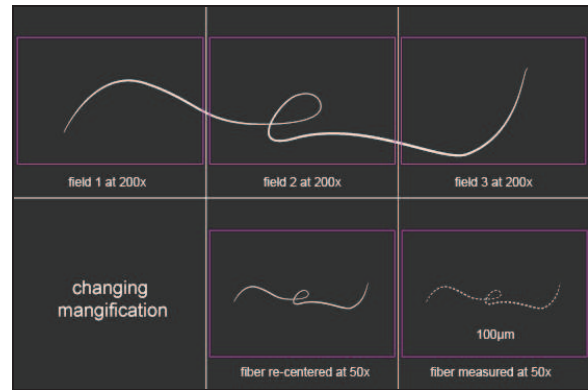 field 1 at 200x
field 2 at 200x
field 3 at 200x
changing
mangification
100µm
fiber re-centered at 50x
fiber measured at 50x